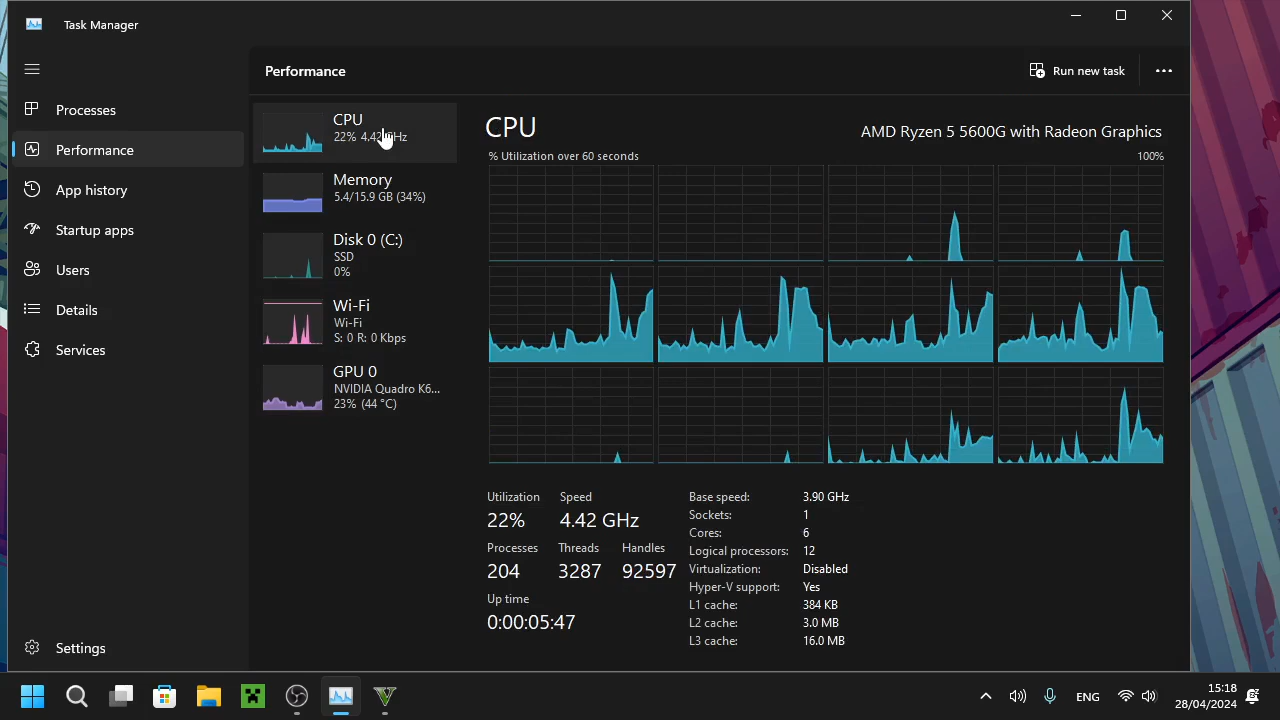 Task Manager
Performance
Run new task
Processes
Performance
App history
Startup apps
Users
Details
Services
Settings
CPU
22% 4.42 GHz
Memory
5.4/15.9 GB (34%)
Disk 0 (C:)
SSD
0%
Wi-Fi
Wi-Fi
S: 0 R: 0 Kbps
GPU 0
NVIDIA Quadro K6...
23% (44 °C)
CPU
AMD Ryzen 5 5600G with Radeon Graphics
% Utilization over 60 seconds
100%
Utilization Speed
22% 4.42 GHz
Processes Threads Handles
204 3287 92597
Up time
0:00:05:47
Base speed: 3.90 GHz
Sockets: 1
Cores: 6
Logical processors: 12
Virtualization: Disabled
Hyper-V support: Yes
L1 cache: 384 KB
L2 cache: 3.0 MB
L3 cache: 16.0 MB
ENG
15:18
28/04/2024